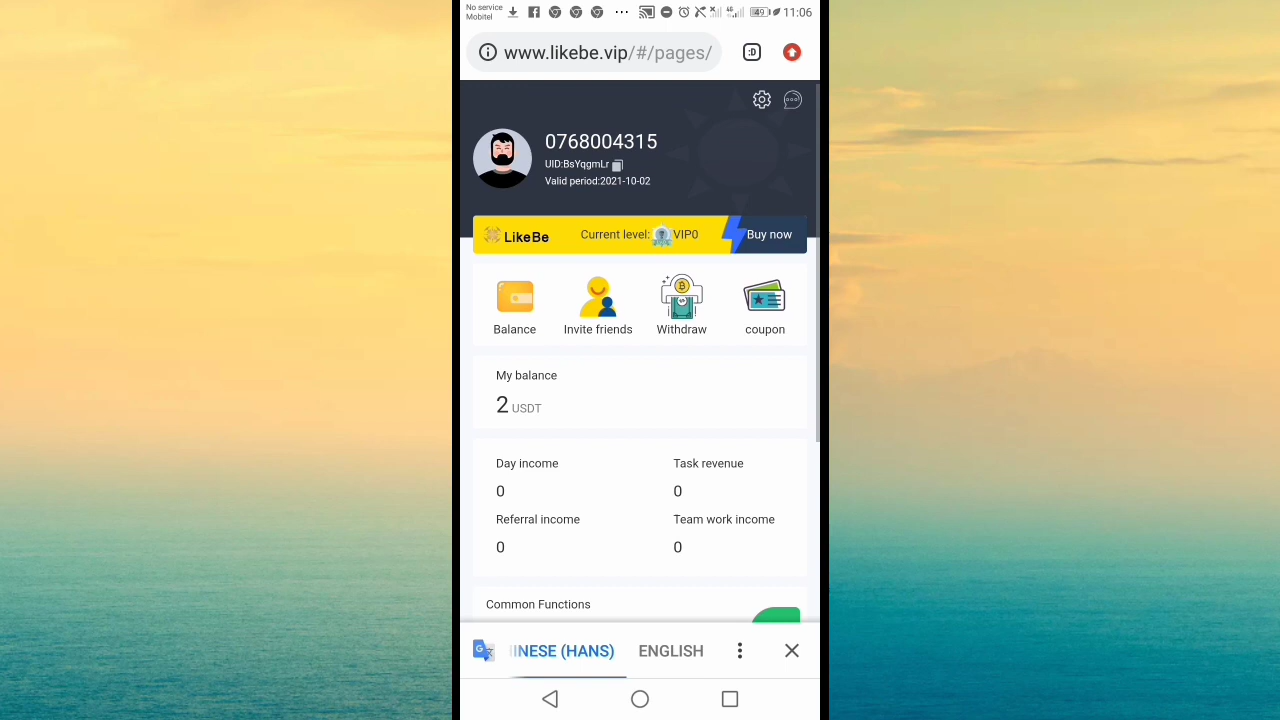 No service
Mobitel
49
11:06
www.likebe.vip/#/pages/
:D
0768004315
UID:BsYqgmLr
Valid period:2021-10-02
LikeBe
Current level: VIP0
Buy now
Balance
Invite friends
Withdraw
coupon
My balance
2 USDT
Day income
Task revenue
0
0
Referral income
Team work income
0
0
Common Functions
INESE (HANS)
ENGLISH